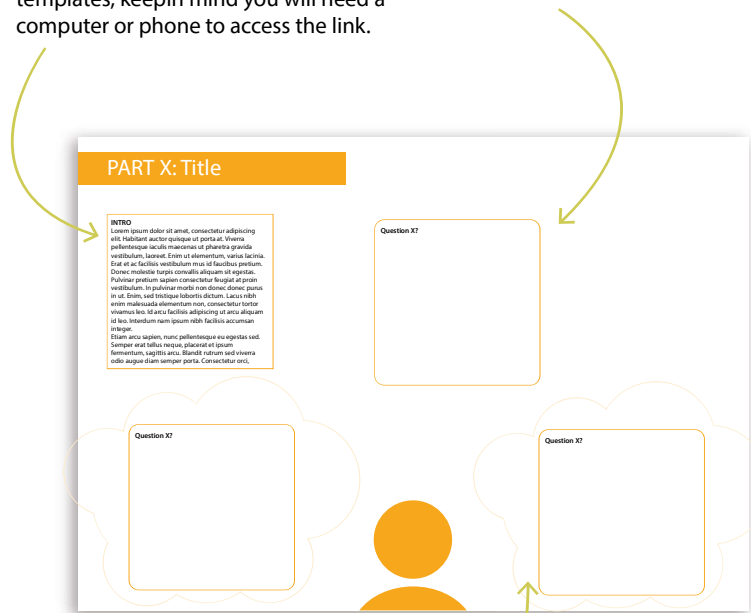 computer or phone to access the link.
PART X: Title
INTRO
Lorem ipsum dolor sit amet, consectetur adipiscing
elit. Habitant auctor quisque ut porta at. Viverra
pellentesque iaculis maecenas ut pharetra gravida
vestibulum, laoreet. Enim ut elementum, varius lacinia.
Erat et ac facilisis vestibulum mus id faucibus pretium.
Donec molestie turpis convallis aliquam sit egestas.
Pulvinar pretium sapien consectetur feugiat at proin
vestibulum. In pulvinar morbi non donec donec purus
in ut. Enim, sed tristique lobortis dictum. Lacus nibh
enim malesuada elementum non, consectetur tortor
vivamus leo. Id arcu facilisis adipiscing ut arcu aliquam
id leo. Interdum nam ipsum nibh facilisis accumsan
integer.
Etiam arcu sapien, nunc pellentesque eu egestas sed.
Semper erat tellus neque, placerat et ipsum
fermentum, sagittis arcu. Blandit rutrum sed viverra
odio augue diam semper porta. Consectetur orci,
Question X?
Question X?
Question X?